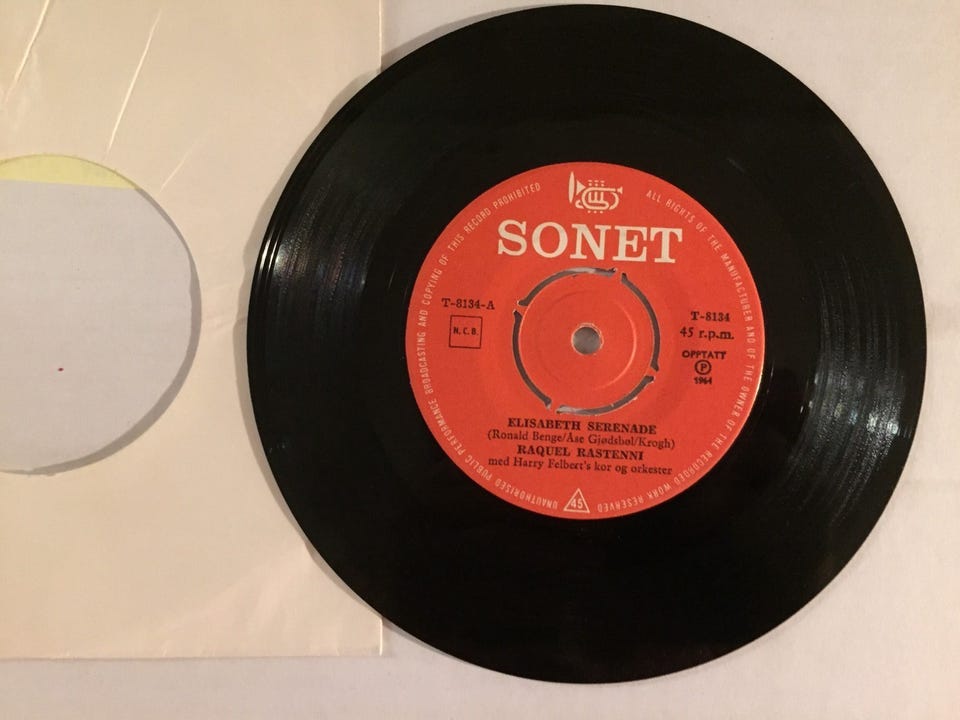 UNAUTHORISED PUBLIC PERFORMANCE BROADCASTING AND COPYING OF THIS RECORD PROHIBITED
ALL RIGHTS OF THE MANUFACTURER AND OF THE OWNER OF THE RECORDED WORK RESERVED
SONET
T-8134-A
N. C. B.
T-8134
45 r.p.m.
OPPTATT
P
1964
ELISABETH SERENADE
(Ronald Benge/Åse Gjødsbøl/Krogh)
RAQUEL RASTENNI
med Harry Felbert's kor og orkester
45